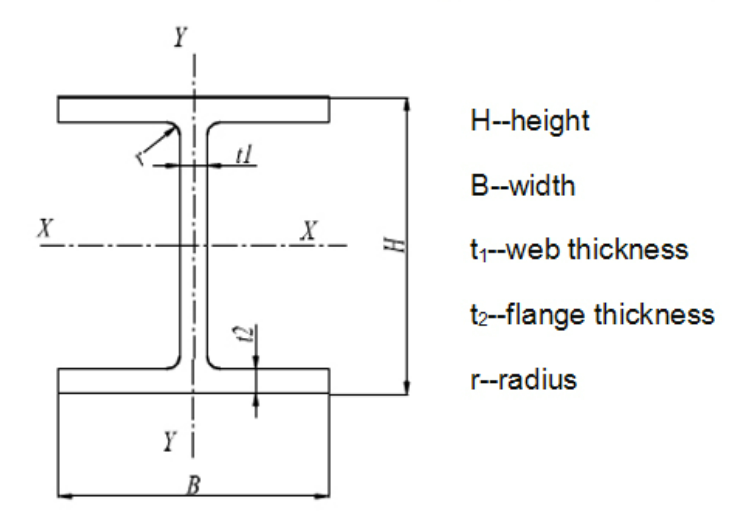 Y
r
t1
X
X
H
t2
Y
B
H--height
B--width
t₁--web thickness
t₂--flange thickness
r--radius